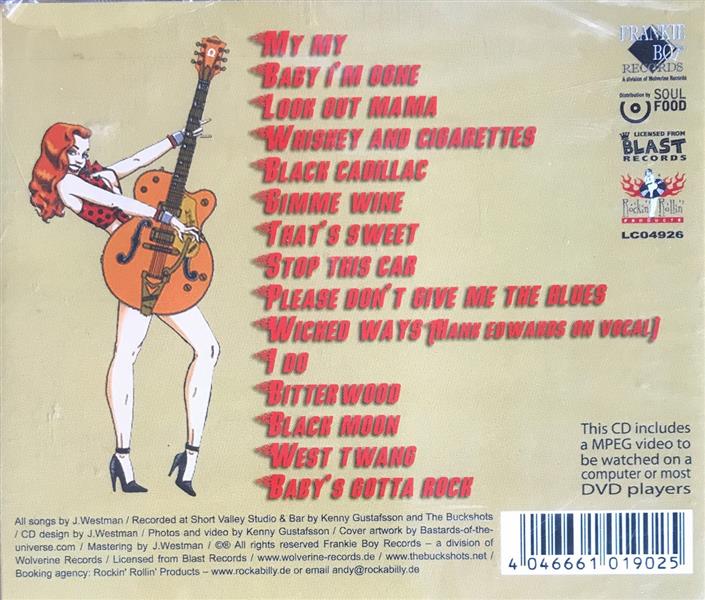 My my
Baby i'm gone
Look out mama
Whiskey and cigarettes
Black cadillac
Gimme wine
That's sweet
Stop this car
Please don't give me the blues
Wicked ways (Hank Edwards on vocal)
I do
Bitterwood
Black moon
West twang
Baby's gotta rock
FRANKIE
BOY
RECORDS
A division of Wolverine Records
Distribution by SOUL
FOOD
LICENSED FROM
BLAST
RECORDS
Rockin' Rollin'
PRODUCTS
LC04926
This CD includes
a MPEG video to
be watched on a
computer or most
DVD players
All songs by J.Westman / Recorded at Short Valley Studio & Bar by Kenny Gustafsson and The Buckshots
/ CD design by J.Westman / Photos and video by Kenny Gustafsson / Cover artwork by Bastards-of-the-
universe.com / Mastering by J.Westman / ©® All rights reserved Frankie Boy Records – a division of
Wolverine Records / Licensed from Blast Records / www.wolverine-records.de / www.thebuckshots.net /
Booking agency: Rockin' Rollin' Products – www.rockabilly.de or email andy@rockabilly.de
4 046661 019025